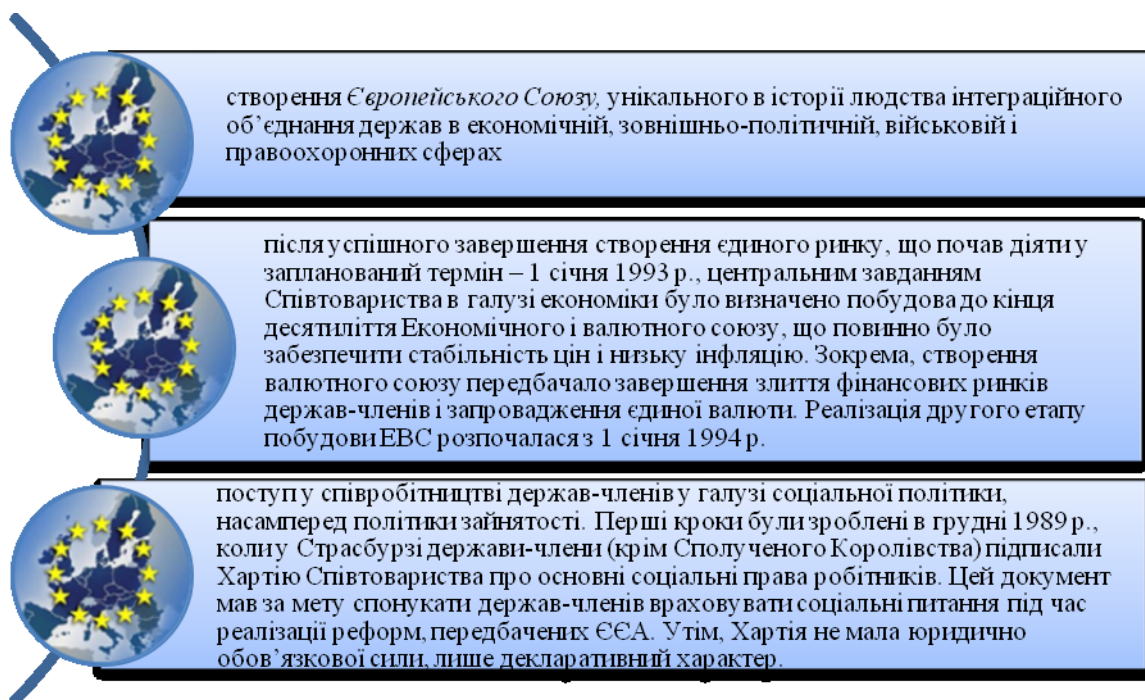 створення Європейського Союзу, унікального в історії людства інтеграційного
об’єднання держав в економічній, зовнішньо-політичній, військовій і
правоохоронних сферах
після успішного завершення створення єдиного ринку, що почав діяти у
запланований термін – 1 січня 1993 р., центральним завданням
Співтовариства в галузі економіки було визначено побудова до кінця
десятиліття Економічного і валютного союзу, що повинно було
забезпечити стабільність цін і низьку інфляцію. Зокрема, створення
валютного союзу передбачало завершення злиття фінансових ринків
держав-членів і запровадження єдиної валюти. Реалізація другого етапу
побудови ЕВС розпочалася з 1 січня 1994 р.
поступ у співробітництві держав-членів у галузі соціальної політики,
насамперед політики зайнятості. Перші кроки були зроблені в грудні 1989 р.,
коли у Страсбурзі держави-члени (крім Сполученого Королівства) підписали
Хартію Співтовариства про основні соціальні права робітників. Цей документ
мав за мету спонукати держав-членів враховувати соціальні питання під час
реалізації реформ, передбачених ЄЄА. Утім, Хартія не мала юридично
обов’язкової сили, лише декларативний характер.